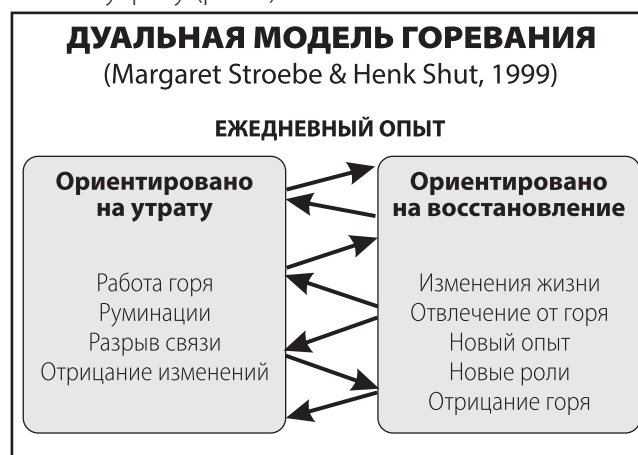 ДУАЛЬНАЯ МОДЕЛЬ ГОРЕВАНИЯ
(Margaret Stroebe & Henk Shut, 1999)
ЕЖЕДНЕВНЫЙ ОПЫТ
Ориентировано
на утрату
Работа горя
Руминации
Разрыв связи
Отрицание изменений
Ориентировано
на восстановление
Изменения жизни
Отвлечение от горя
Новый опыт
Новые роли
Отрицание горя